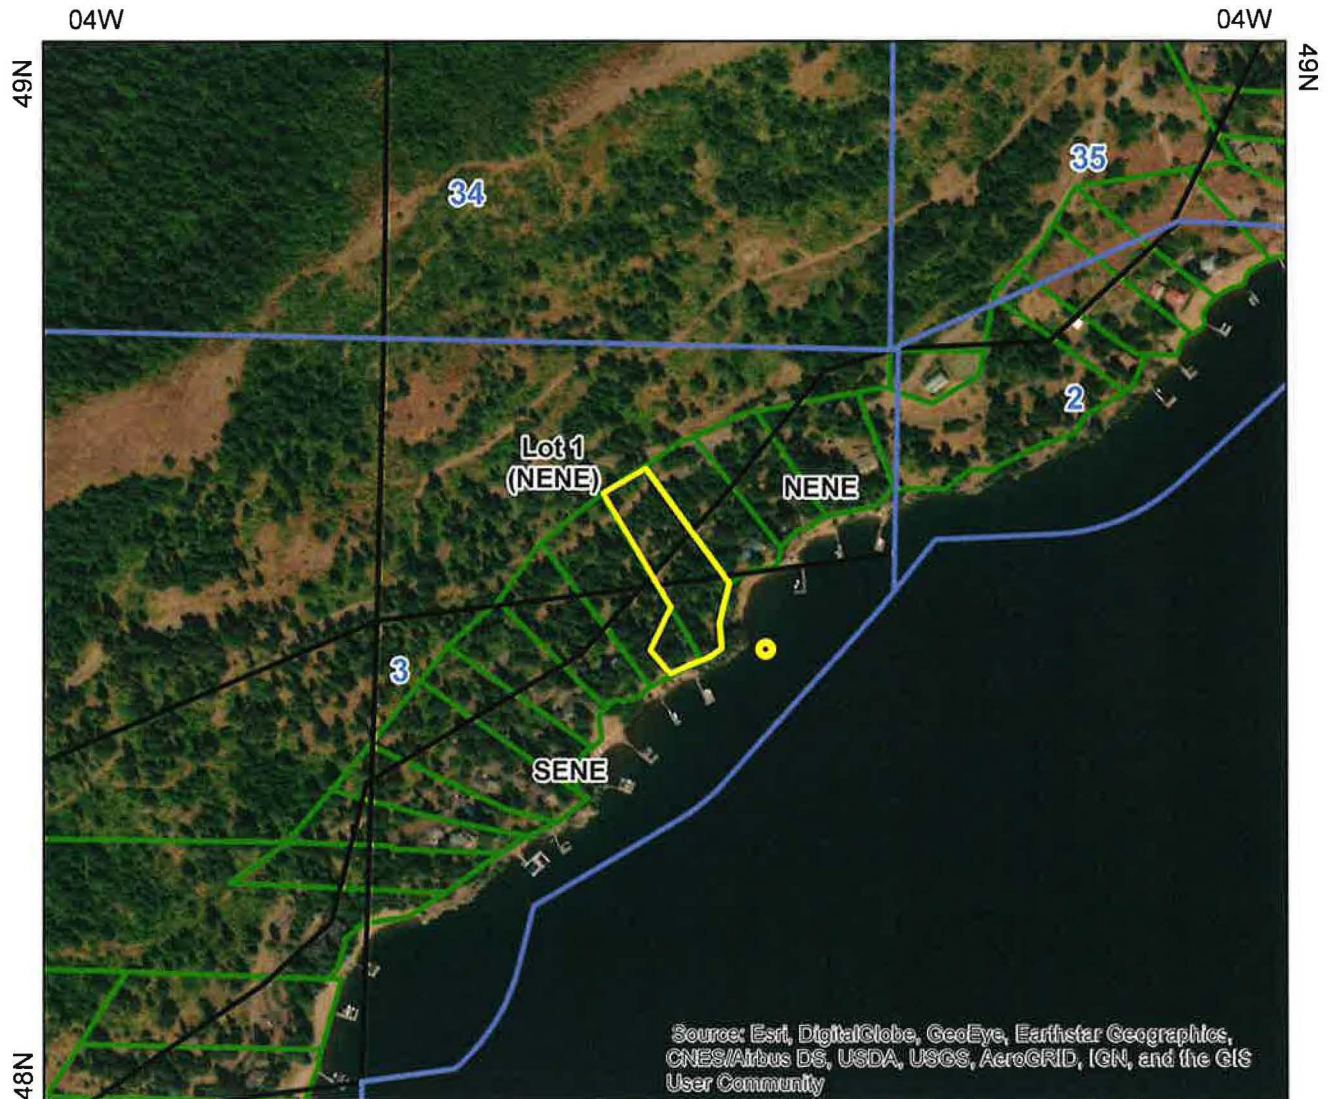 04W
04W
49N
49N
35
34
2
Lot 1
(NENE)
NENE
3
SENE
Source: Esri, DigitalGlobe, GeoEye, Earthstar Geographics,
CNES/Airbus DS, USDA, USGS, AeroGRID, IGN, and the GIS
User Community
48N